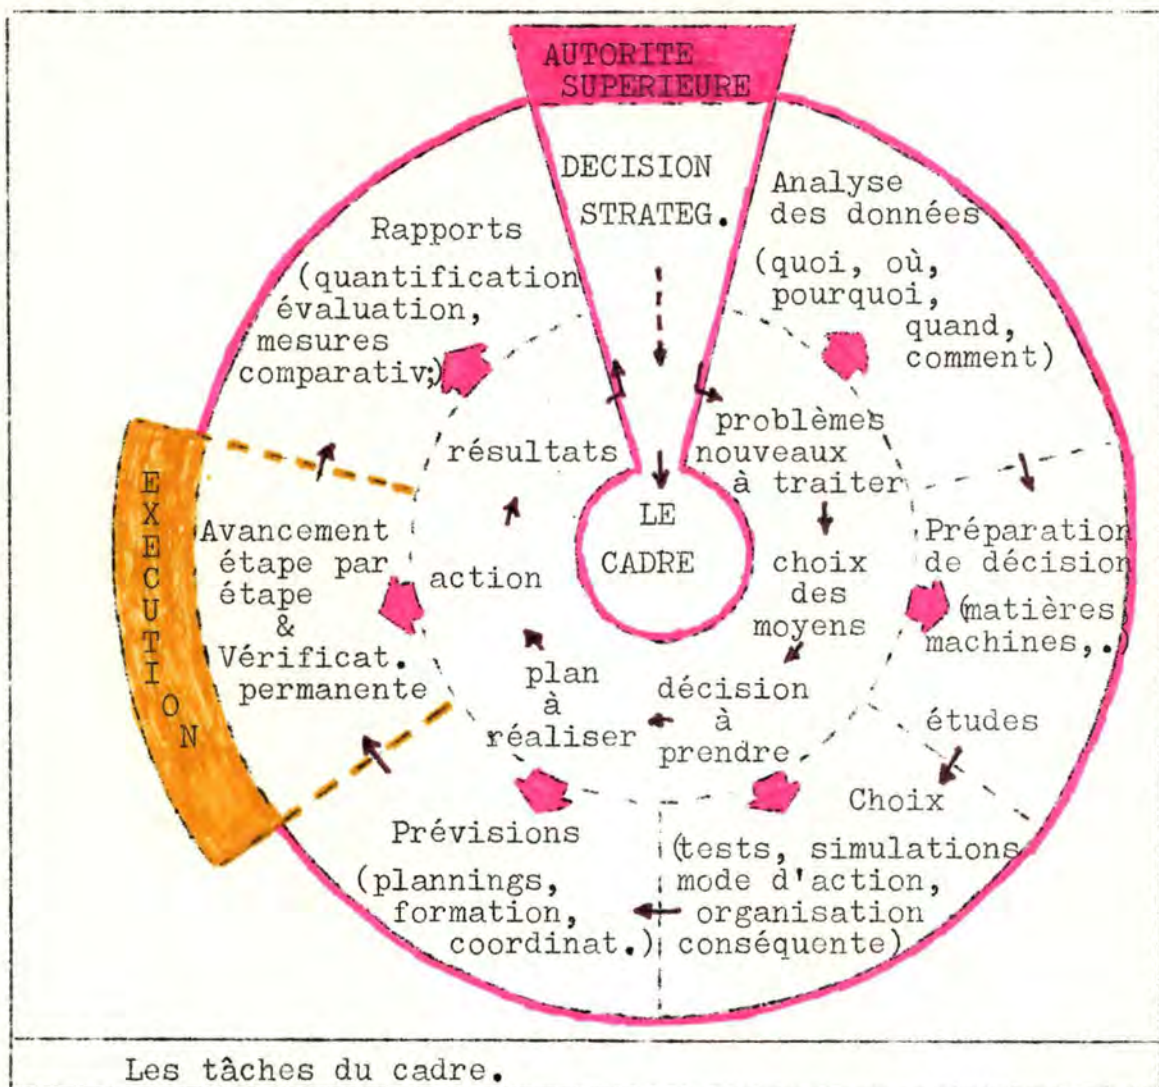 AUTORITE
SUPERIEURE
DECISION
STRATEG.
Analyse
des données
(quoi, où,
pourquoi,
quand,
comment)
Rapports
(quantification
évaluation,
mesures
comparativ;)
problèmes
nouveaux
à traiter
résultats
LE
CADRE
EXECUTION
Avancement
étape par
étape
&
Vérificat.
permanente
action
choix
des
moyens
Préparation
de décision
(matières
machines,.)
plan
à
réaliser
décision
à
prendre
études
Choix
(tests, simulations
mode d'action,
organisation
conséquente)
Prévisions
(plannings,
formation,
coordinat.)
Les tâches du cadre.